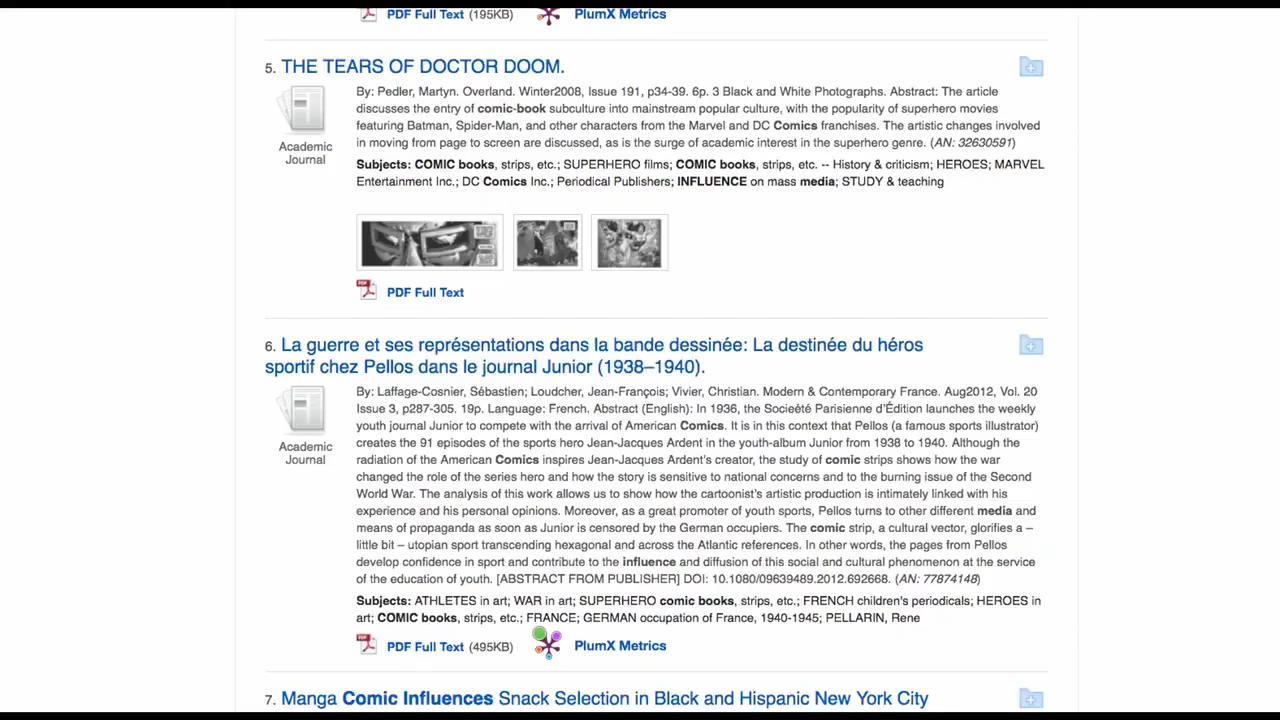 PDF Full Text (195KB) PlumX Metrics
5. THE TEARS OF DOCTOR DOOM.
By: Pedler, Martyn. Overland. Winter2008, Issue 191, p34-39. 6p. 3 Black and White Photographs. Abstract: The article
discusses the entry of comic-book subculture into mainstream popular culture, with the popularity of superhero movies
featuring Batman, Spider-Man, and other characters from the Marvel and DC Comics franchises. The artistic changes involved
in moving from page to screen are discussed, as is the surge of academic interest in the superhero genre. (AN: 32630591)
Academic
Journal
Subjects: COMIC books, strips, etc.; SUPERHERO films; COMIC books, strips, etc. -- History & criticism; HEROES; MARVEL
Entertainment Inc.; DC Comics Inc.; Periodical Publishers; INFLUENCE on mass media; STUDY & teaching
PDF Full Text
6. La guerre et ses représentations dans la bande dessinée: La destinée du héros
sportif chez Pellos dans le journal Junior (1938–1940).
By: Laffage-Cosnier, Sébastien; Loudcher, Jean-François; Vivier, Christian. Modern & Contemporary France. Aug2012, Vol. 20
Issue 3, p287-305. 19p. Language: French. Abstract (English): In 1936, the Socieété Parisienne d'Édition launches the weekly
youth journal Junior to compete with the arrival of American Comics. It is in this context that Pellos (a famous sports illustrator)
creates the 91 episodes of the sports hero Jean-Jacques Ardent in the youth-album Junior from 1938 to 1940. Although the
radiation of the American Comics inspires Jean-Jacques Ardent's creator, the study of comic strips shows how the war
changed the role of the series hero and how the story is sensitive to national concerns and to the burning issue of the Second
World War. The analysis of this work allows us to show how the cartoonist's artistic production is intimately linked with his
experience and his personal opinions. Moreover, as a great promoter of youth sports, Pellos turns to other different media and
means of propaganda as soon as Junior is censored by the German occupiers. The comic strip, a cultural vector, glorifies a –
little bit – utopian sport transcending hexagonal and across the Atlantic references. In other words, the pages from Pellos
develop confidence in sport and contribute to the influence and diffusion of this social and cultural phenomenon at the service
of the education of youth. [ABSTRACT FROM PUBLISHER] DOI: 10.1080/09639489.2012.692668. (AN: 77874148)
Academic
Journal
Subjects: ATHLETES in art; WAR in art; SUPERHERO comic books, strips, etc.; FRENCH children's periodicals; HEROES in
art; COMIC books, strips, etc.; FRANCE; GERMAN occupation of France, 1940-1945; PELLARIN, Rene
PDF Full Text (495KB) PlumX Metrics
7. Manga Comic Influences Snack Selection in Black and Hispanic New York City